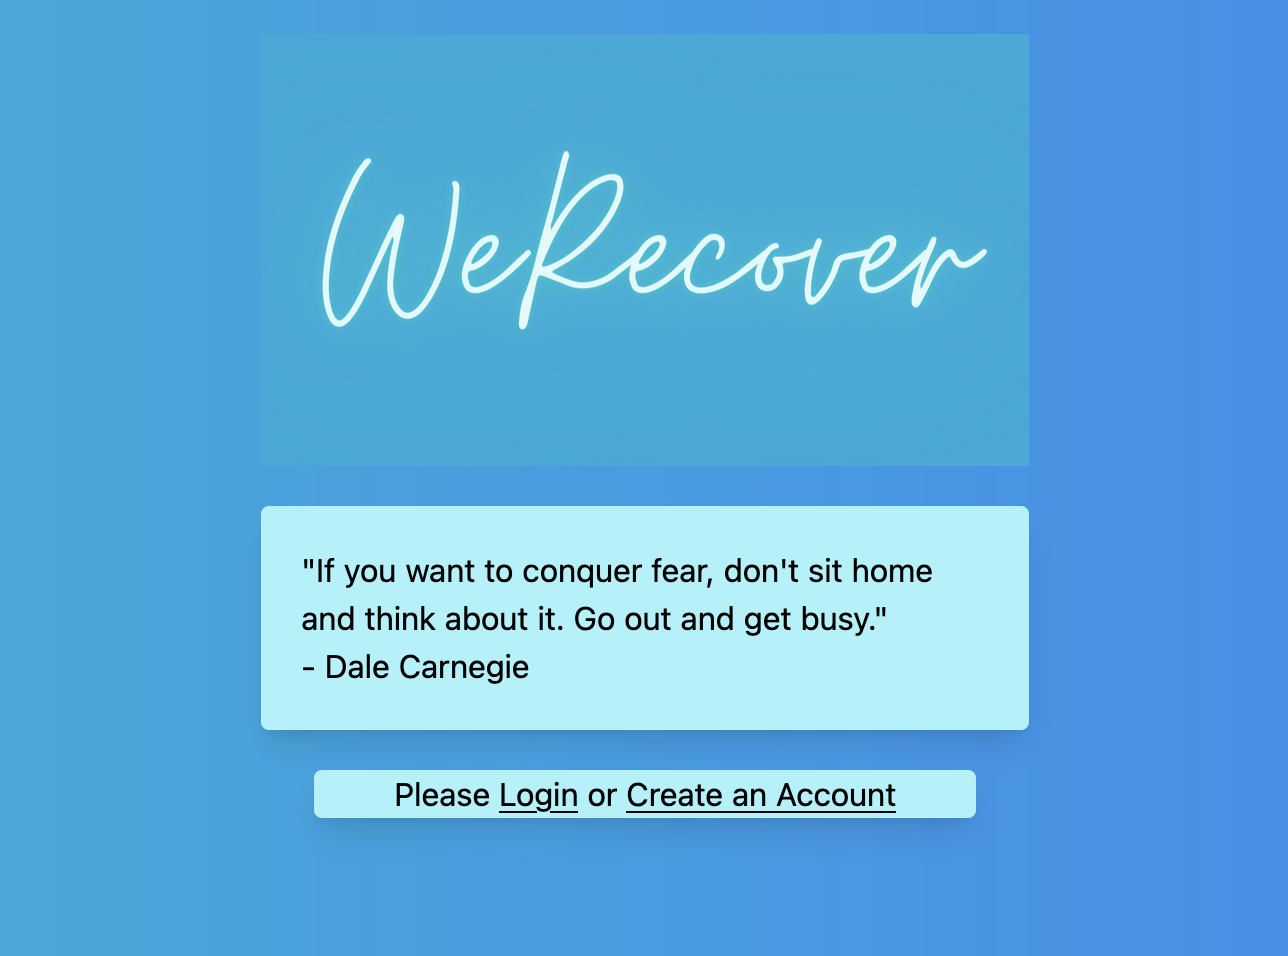 WeRecover
"If you want to conquer fear, don't sit home
and think about it. Go out and get busy."
- Dale Carnegie
Please Login or Create an Account